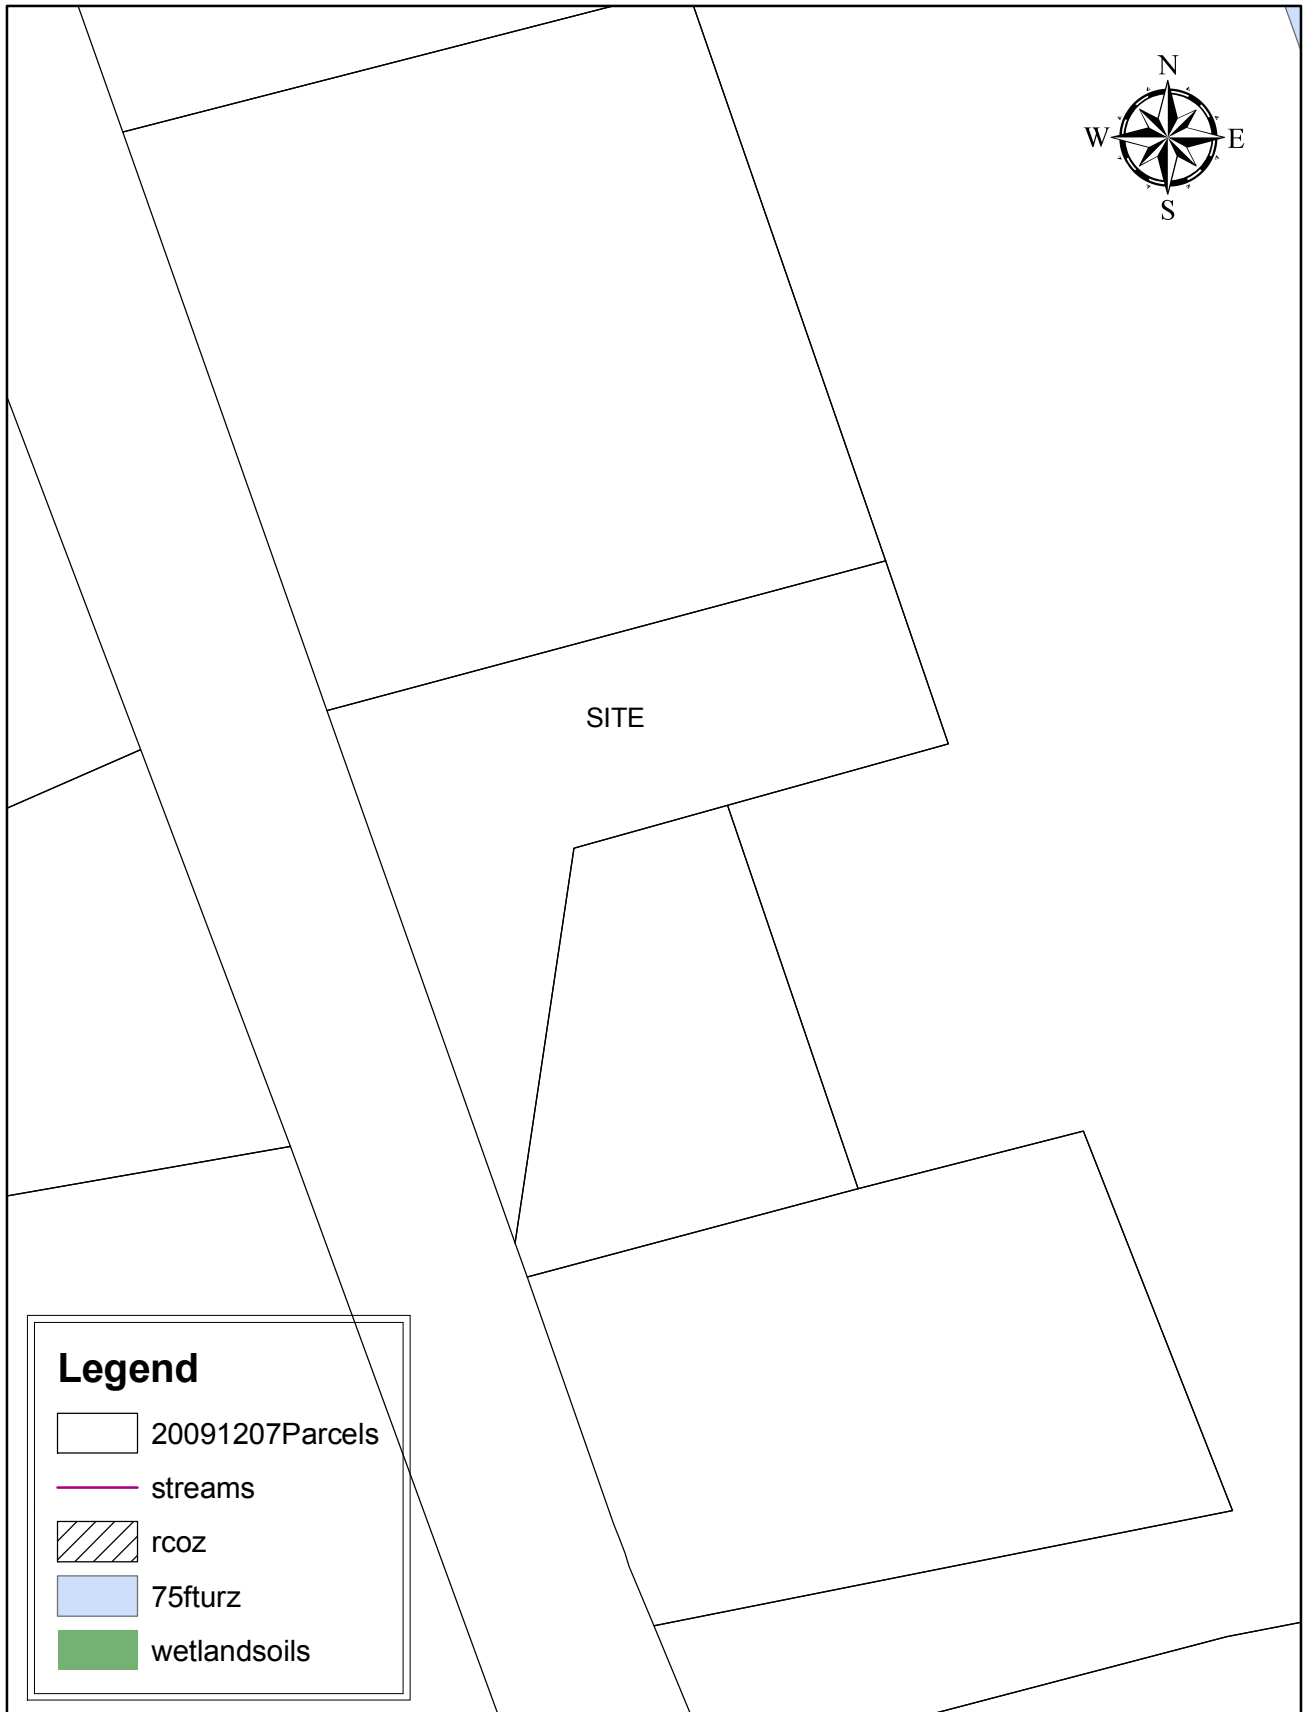 N
W E
S
SITE
Legend
20091207Parcels
streams
rcoz
75fturz
wetlandsoils